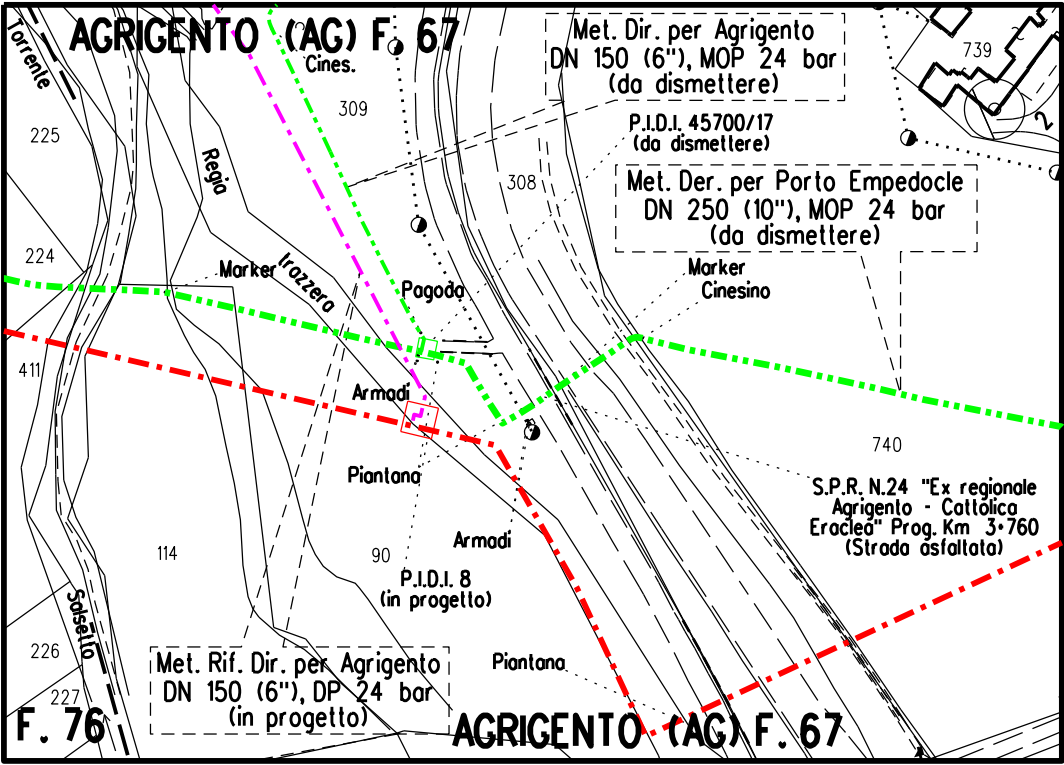 AGRIGENTO (AG) F. 67
Torrente
Cines.
Met. Dir. per Agrigento
DN 150 (6"), MOP 24 bar
(da dismettere)
739
2
309
225
P.I.D.I. 45700/17
(da dismettere)
Regia
308
Met. Der. per Porto Empedocle
DN 250 (10"), MOP 24 bar
(da dismettere)
224
Marker
Trazzera
Pagoda
Marker
Cinesino
411
Armadi
740
Piantana
S.P.R. N.24 "Ex regionale
Agrigento - Cattolica
Eraclea" Prog. Km 3+760
(Strada asfaltata)
114
90
Armadi
P.I.D.I. 8
(in progetto)
Salsetto
226
227
Met. Rif. Dir. per Agrigento
DN 150 (6"), DP 24 bar
(in progetto)
Piantana
F. 76
AGRIGENTO (AG) F. 67